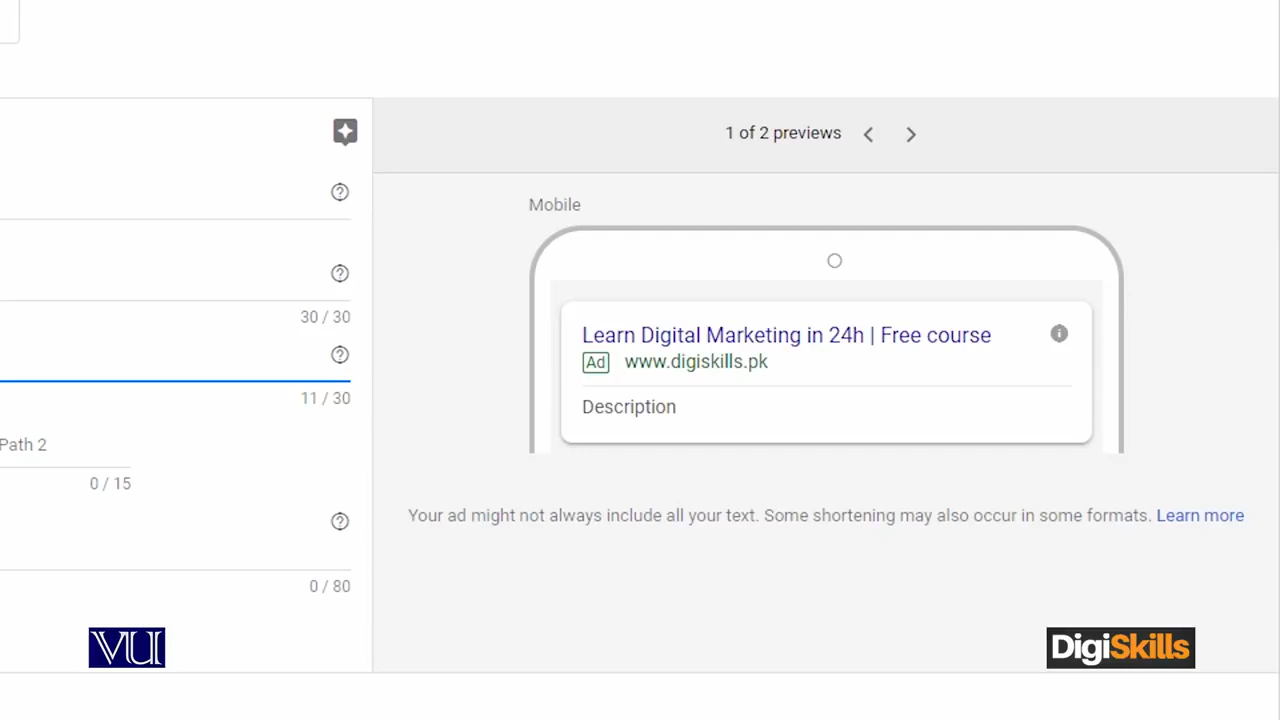 1 of 2 previews
Mobile
30 / 30
Learn Digital Marketing in 24h | Free course
Ad www.digiskills.pk
11 / 30
Description
Path 2
0 / 15
Your ad might not always include all your text. Some shortening may also occur in some formats. Learn more
0 / 80
VU
DigiSkills